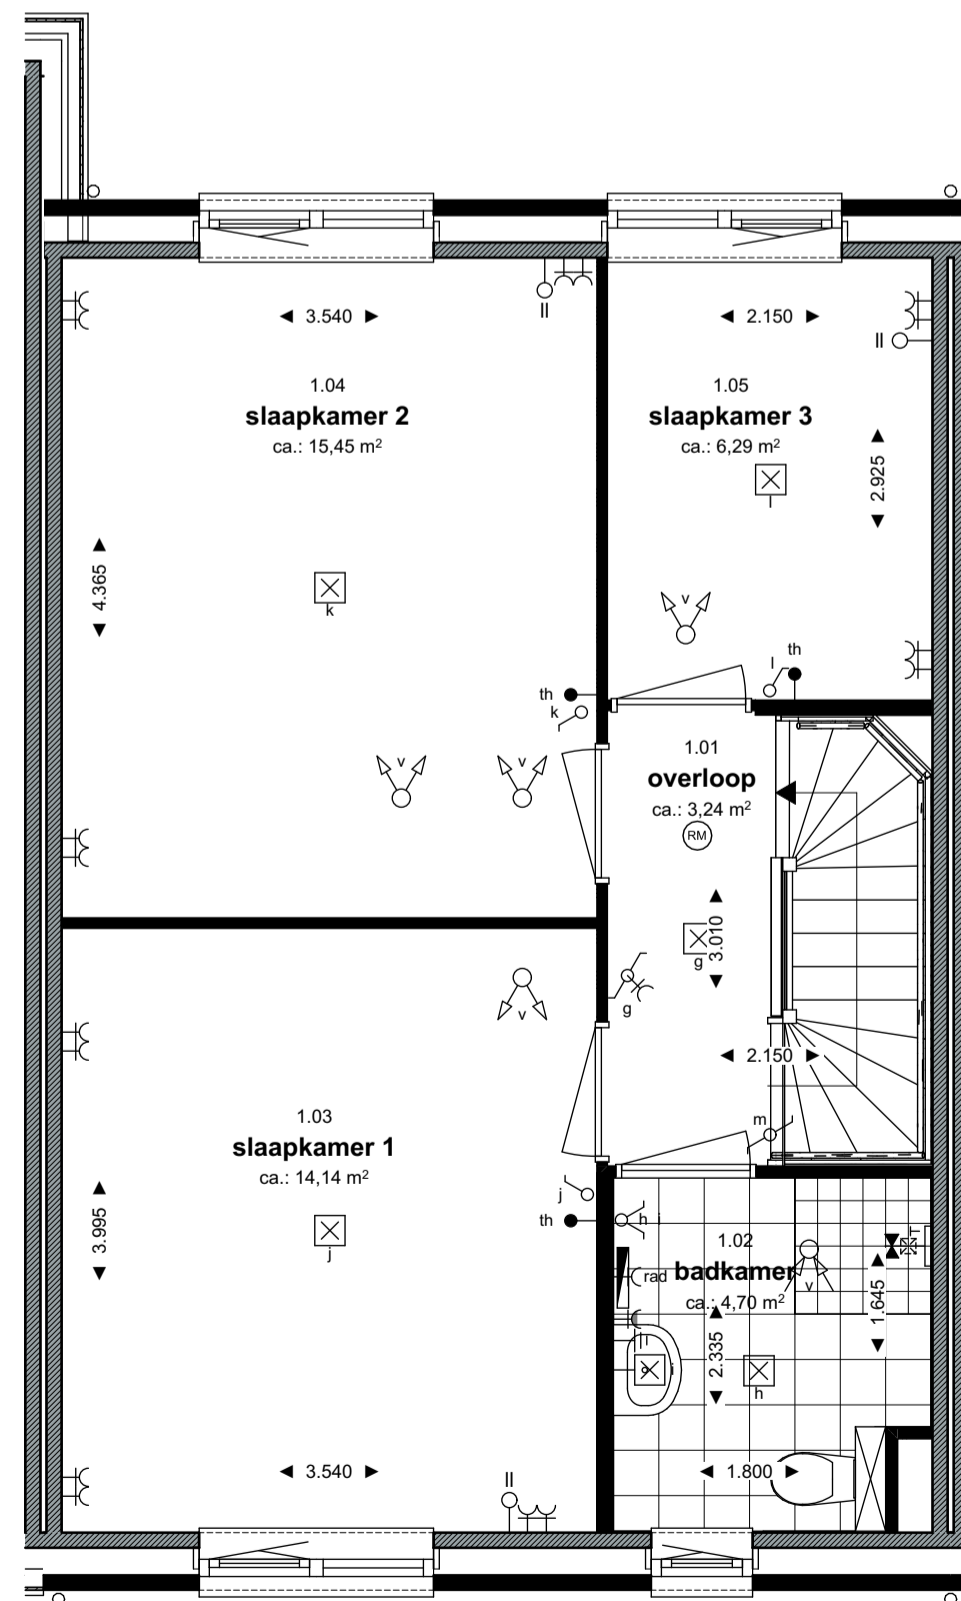 II
3.540
2.150
II
1.04
slaapkamer 2
ca.: 15,45 m²
1.05
slaapkamer 3
ca.: 6,29 m²
2.925
l
4.365
k
v
th
l
th
k
v
v
1.01
overloop
ca.: 3,24 m²
RM
3.010
g
g
v
2.150
1.03
slaapkamer 1
ca.: 14,14 m²
m
j
th
h i
3.995
j
1.02
badkamer
ca.: 4,70 m²
rad
v
T
1.645
2.335
h
3.540
II
1.800